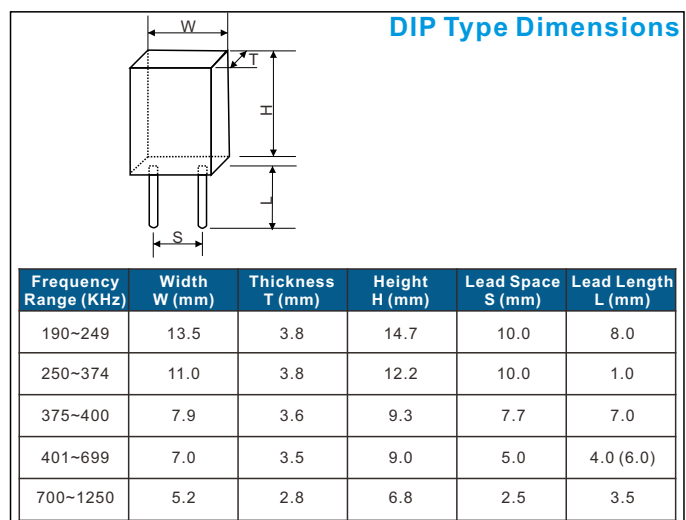 DIP Type Dimensions
W
T
H
L
S
Frequency Range (KHz) Width W (mm) Thickness T (mm) Height H (mm) Lead Space S (mm) Lead Length L (mm)
190~249 13.5 3.8 14.7 10.0 8.0
250~374 11.0 3.8 12.2 10.0 1.0
375~400 7.9 3.6 9.3 7.7 7.0
401~699 7.0 3.5 9.0 5.0 4.0 (6.0)
700~1250 5.2 2.8 6.8 2.5 3.5